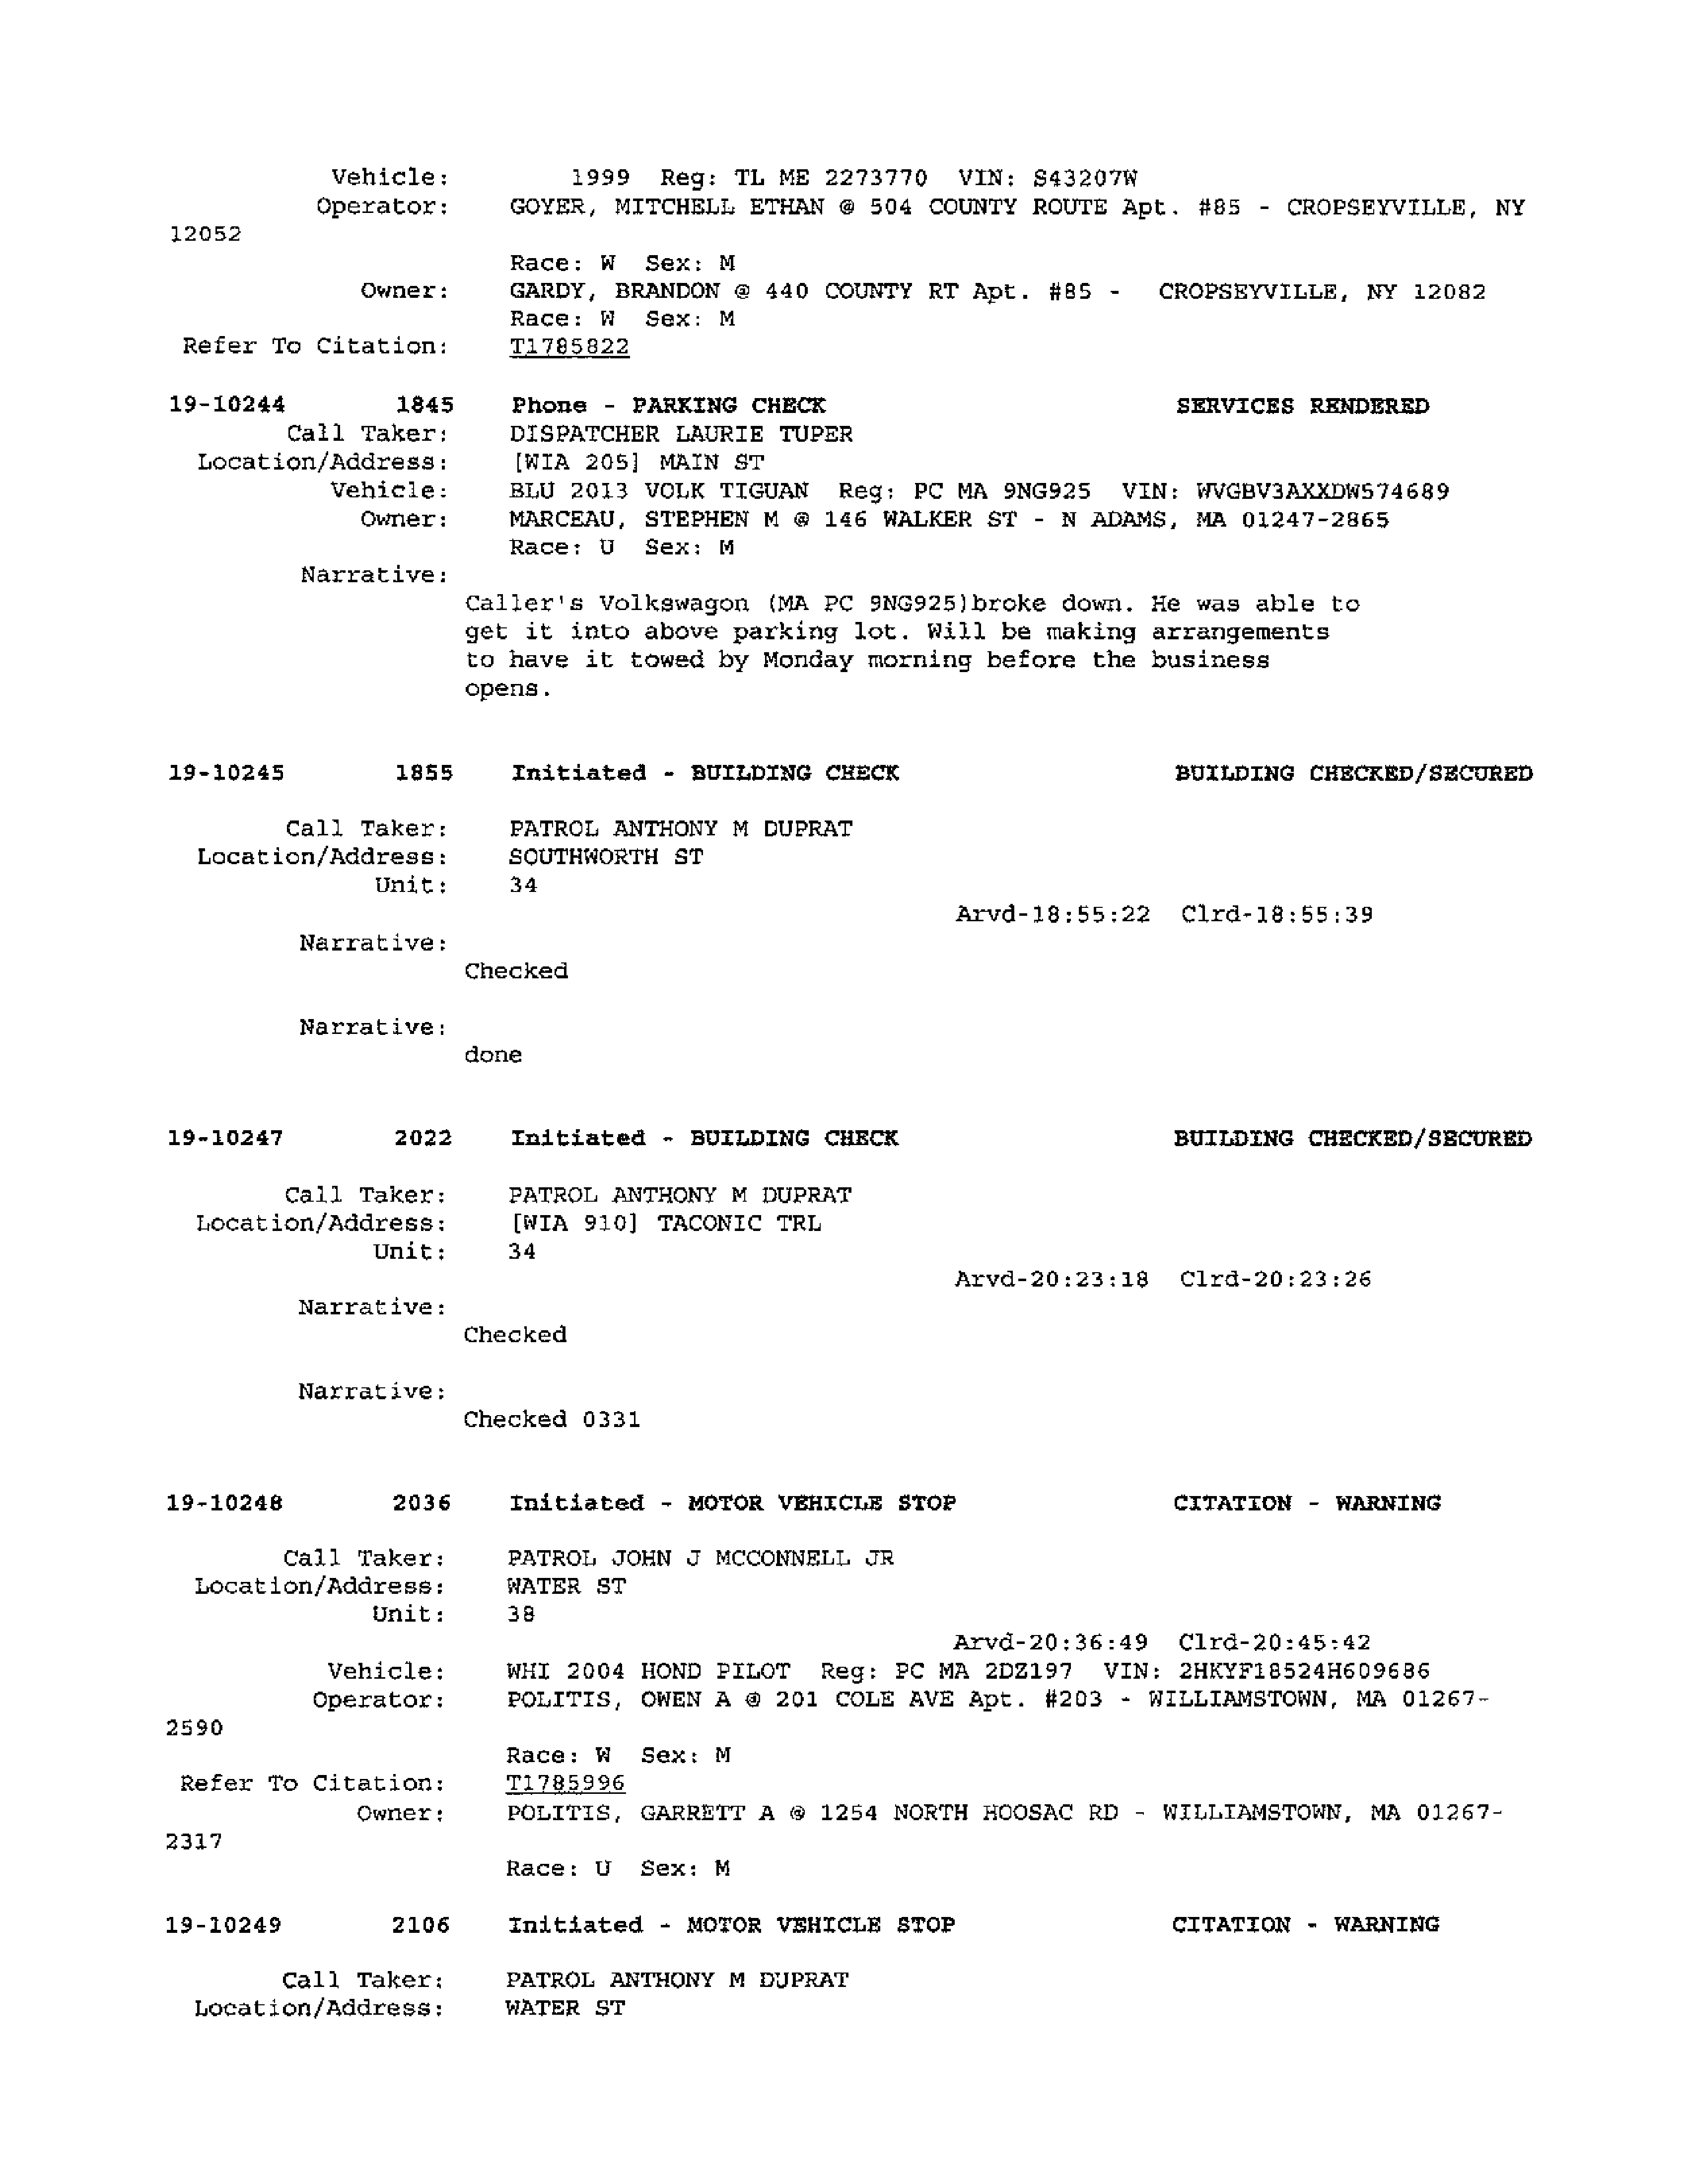 Vehicle: 1999 Reg: TL ME 2273770 VIN: S43207W
Operator: GOYER, MITCHELL ETHAN @ 504 COUNTY ROUTE Apt. #85 - CROPSEYVILLE, NY
12052
Race: W Sex: M
Owner: GARDY, BRANDON @ 440 COUNTY RT Apt. #85 - CROPSEYVILLE, NY 12082
Race: W Sex: M
Refer To Citation: T1785822
19-10244 1845 Phone - PARKING CHECK SERVICES RENDERED
Call Taker: DISPATCHER LAURIE TUPER
Location/Address: [WIA 205] MAIN ST
Vehicle: BLU 2013 VOLK TIGUAN Reg: PC MA 9NG925 VIN: WVGBV3AXXDW574689
Owner: MARCEAU, STEPHEN M @ 146 WALKER ST - N ADAMS, MA 01247-2865
Race: U Sex: M
Narrative:
Caller's Volkswagon (MA PC 9NG925)broke down. He was able to
get it into above parking lot. Will be making arrangements
to have it towed by Monday morning before the business
opens.
19-10245 1855 Initiated - BUILDING CHECK BUILDING CHECKED/SECURED
Call Taker: PATROL ANTHONY M DUPRAT
Location/Address: SOUTHWORTH ST
Unit: 34
Arvd-18:55:22 Clrd-18:55:39
Narrative:
Checked
Narrative:
done
19-10247 2022 Initiated - BUILDING CHECK BUILDING CHECKED/SECURED
Call Taker: PATROL ANTHONY M DUPRAT
Location/Address: [WIA 910] TACONIC TRL
Unit: 34
Arvd-20:23:18 Clrd-20:23:26
Narrative:
Checked
Narrative:
Checked 0331
19-10248 2036 Initiated - MOTOR VEHICLE STOP CITATION - WARNING
Call Taker: PATROL JOHN J MCCONNELL JR
Location/Address: WATER ST
Unit: 38
Arvd-20:36:49 Clrd-20:45:42
Vehicle: WHI 2004 HOND PILOT Reg: PC MA 2DZ197 VIN: 2HKYF18524H609686
Operator: POLITIS, OWEN A @ 201 COLE AVE Apt. #203 - WILLIAMSTOWN, MA 01267-
2590
Race: W Sex: M
Refer To Citation: T1785996
Owner: POLITIS, GARRETT A @ 1254 NORTH HOOSAC RD - WILLIAMSTOWN, MA 01267-
2317
Race: U Sex: M
19-10249 2106 Initiated - MOTOR VEHICLE STOP CITATION - WARNING
Call Taker: PATROL ANTHONY M DUPRAT
Location/Address: WATER ST